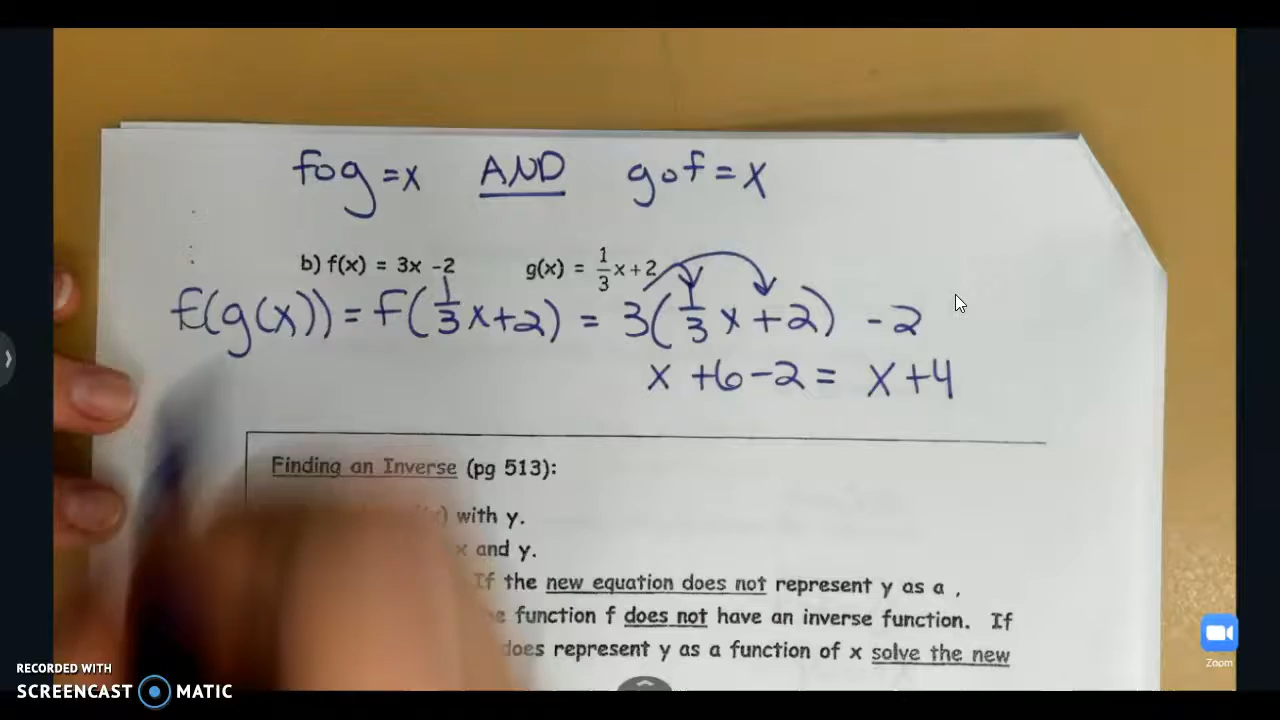 fog = x AND gof = x
b) f(x) = 3x -2 g(x) = 1/3 x + 2
f(g(x)) = f(1/3 x+2) = 3(1/3 x + 2) - 2
x + 6 - 2 = x + 4
Finding an Inverse (pg 513):
with y.
x and y.
If the new equation does not represent y as a ,
function f does not have an inverse function. If
does represent y as a function of x solve the new
Zoom
RECORDED WITH
SCREENCAST MATIC